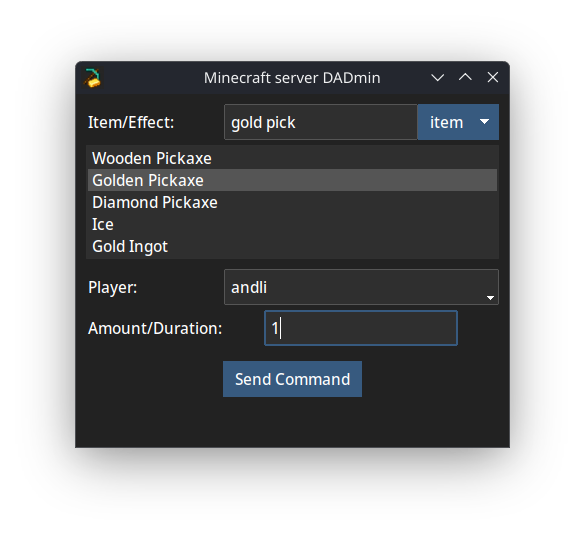 Minecraft server DADmin
Item/Effect: gold pick item
Wooden Pickaxe
Golden Pickaxe
Diamond Pickaxe
Ice
Gold Ingot
Player: andli
Amount/Duration: 1
Send Command